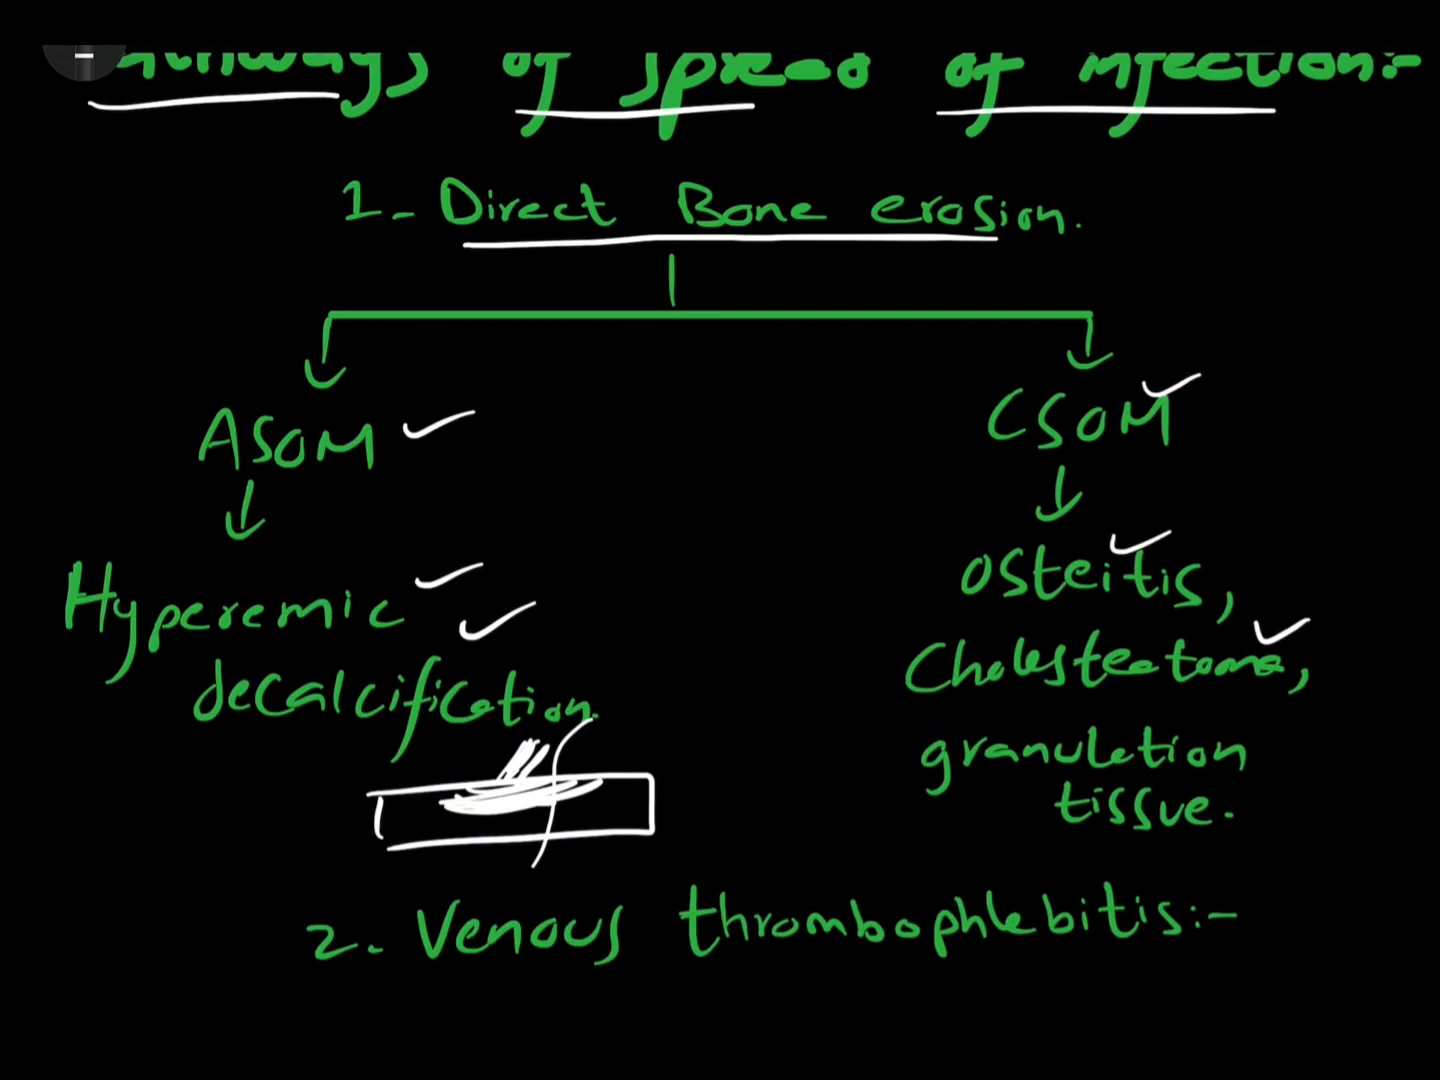 Pathways of spread of infection:-
1- Direct Bone erosion.
ASOM
CSOM
Hyperemic
decalcification.
osteitis,
Cholesteatoma,
granulation
tissue.
2. Venous thrombophlebitis:-